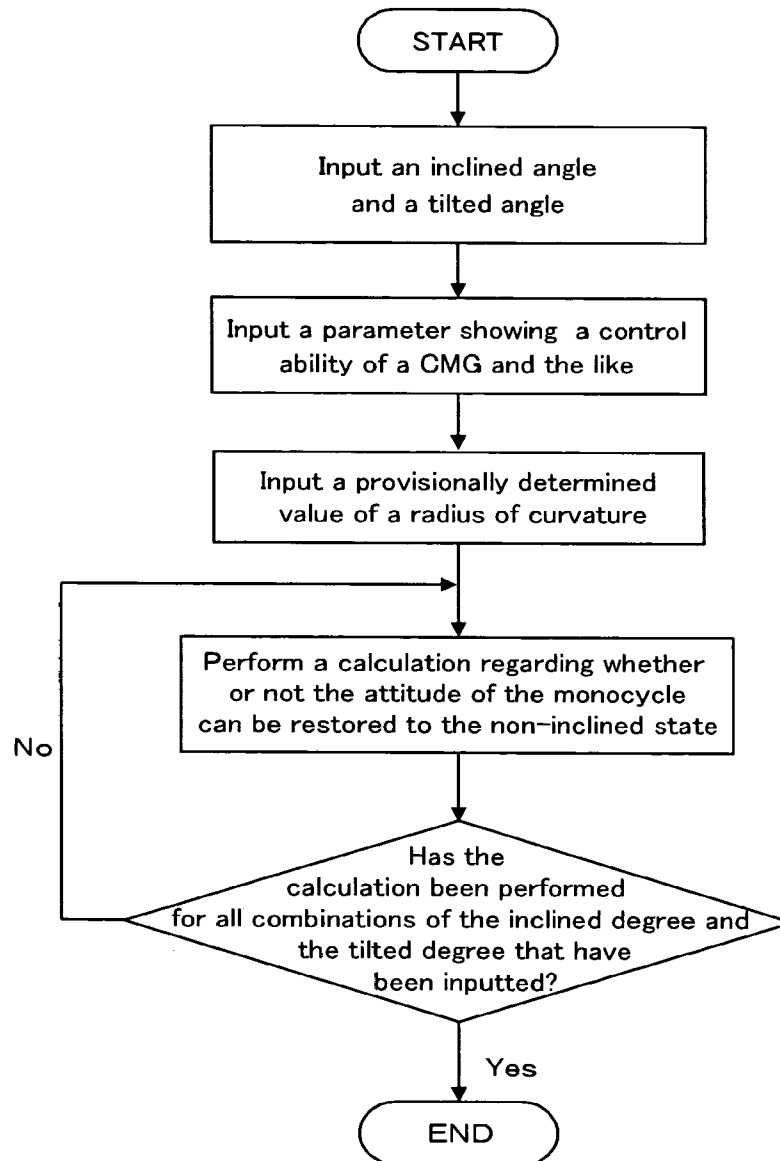 START
Input an inclined angle
and a tilted angle
Input a parameter showing a control
ability of a CMG and the like
Input a provisionally determined
value of a radius of curvature
Perform a calculation regarding whether
or not the attitude of the monocycle
can be restored to the non-inclined state
No
Has the
calculation been performed
for all combinations of the inclined degree and
the tilted degree that have
been inputted?
Yes
END